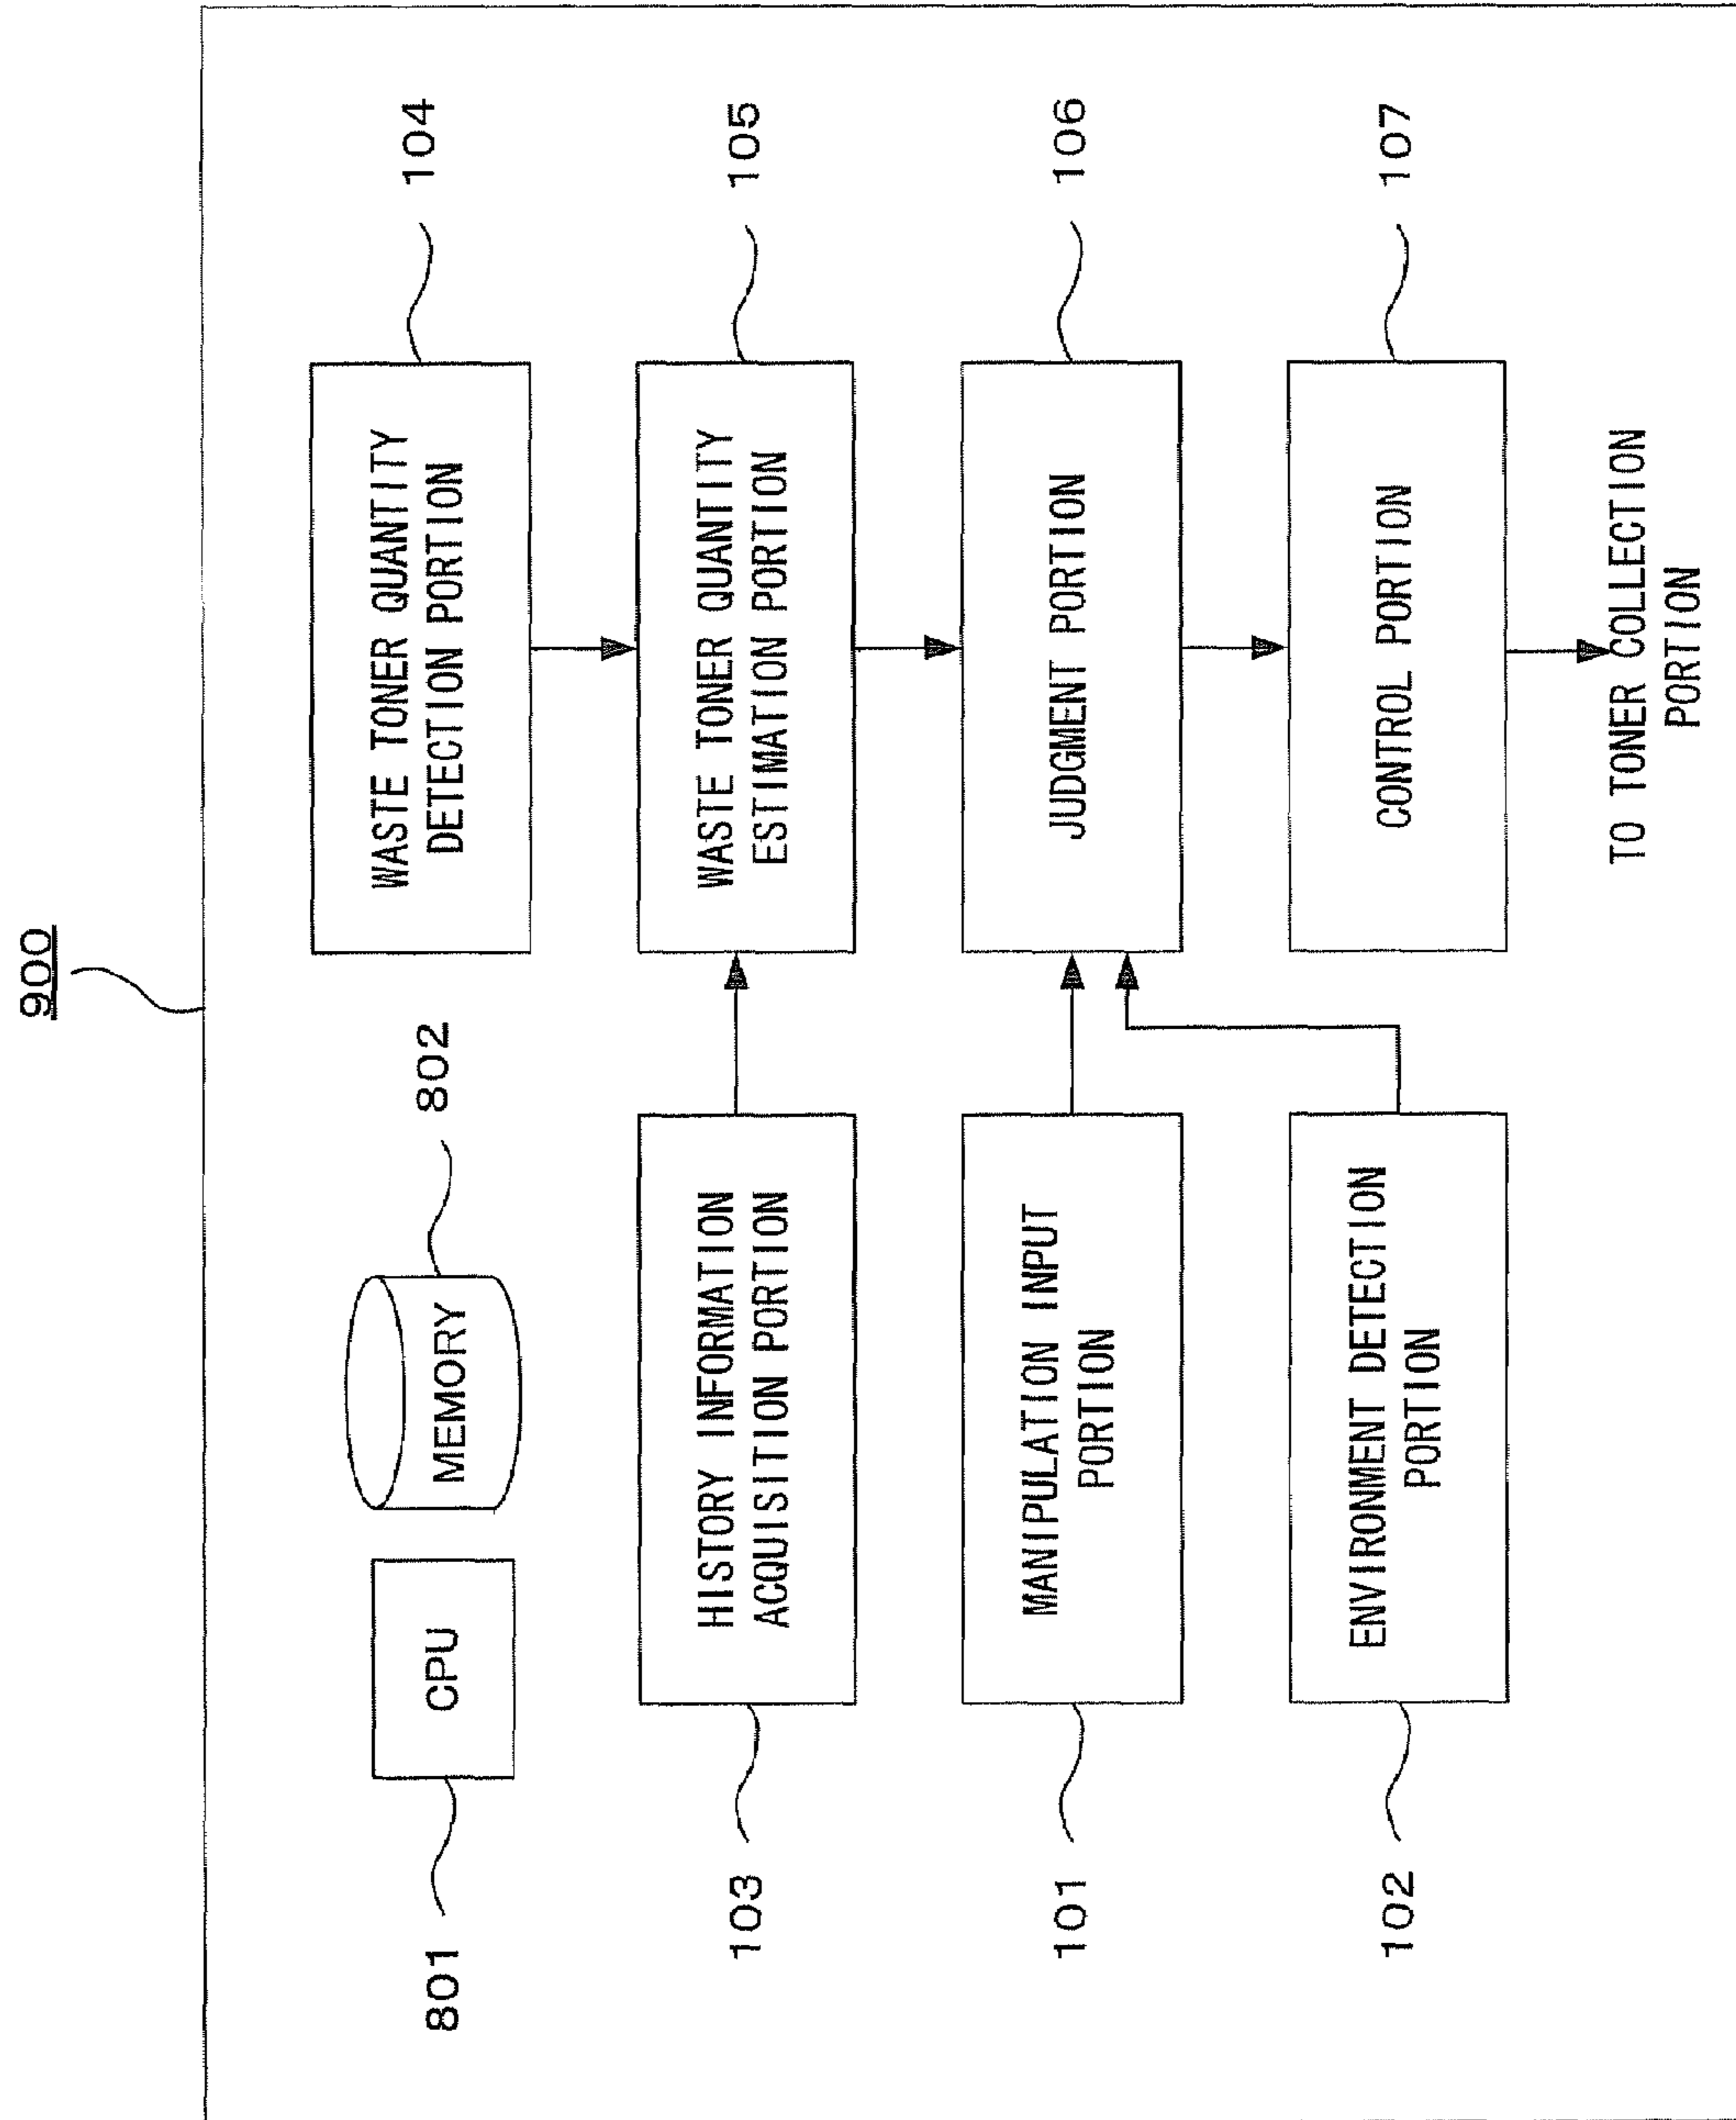 900
801
CPU
MEMORY
802
WASTE TONER QUANTITY
DETECTION PORTION
104
103
HISTORY INFORMATION
ACQUISITION PORTION
WASTE TONER QUANTITY
ESTIMATION PORTION
105
101
MANIPULATION INPUT
PORTION
JUDGMENT PORTION
106
102
ENVIRONMENT DETECTION
PORTION
CONTROL PORTION
107
TO TONER COLLECTION
PORTION